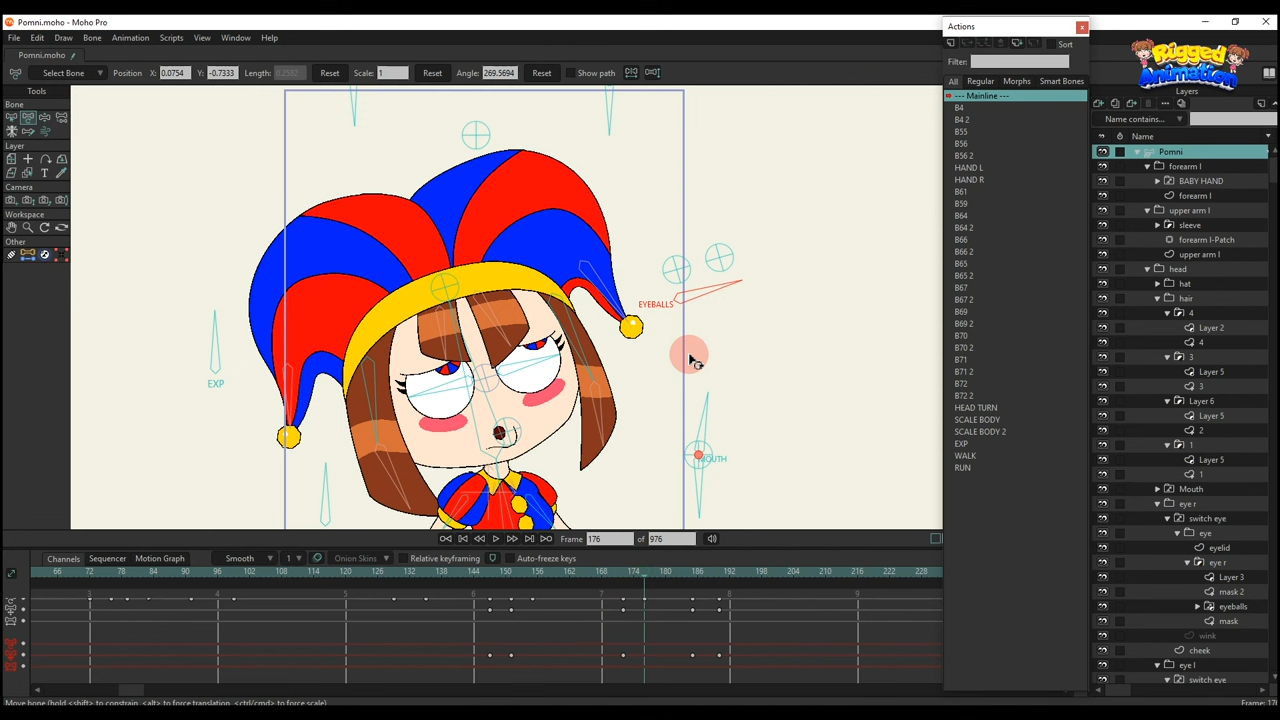 Pomni.moho - Moho Pro
File Edit Draw Bone Animation Scripts View Window Help
Pomni.moho
Select Bone Position X: 0.0754 Y: -0.7333 Length: 0.2582 Reset Scale: 1 Reset Angle: 269.5694 Reset Show path
Tools
Bone
Layer
Camera
Workspace
Other
EXP
EYEBALLS
MOUTH
Actions
Sort
Filter:
All Regular Morphs Smart Bones
--- Mainline ---
B4
B4 2
B55
B56
B56 2
HAND L
HAND R
B61
B59
B64
B64 2
B66
B66 2
B65
B65 2
B67
B67 2
B69
B69 2
B70
B70 2
B71
B71 2
B72
B72 2
HEAD TURN
SCALE BODY
SCALE BODY 2
EXP
WALK
RUN
Rigged
Animation
Layers
Name contains...
Name
Pomni
forearm l
BABY HAND
forearm l
upper arm l
sleeve
forearm l-Patch
upper arm l
head
hat
hair
4
Layer 2
4
3
Layer 5
3
Layer 6
Layer 5
2
1
Layer 5
1
Mouth
eye r
switch eye
eye
eyelid
eye r
Layer 3
mask 2
eyeballs
mask
wink
cheek
eye l
switch eye
Frame 176 of 976
Channels Sequencer Motion Graph Smooth 1 Onion Skins Relative keyframing Auto-freeze keys
66 72 78 84 90 96 102 108 114 120 126 132 138 144 150 156 162 168 174 180 186 192 198 204 210 216 222 228
3 4 5 6 7 8 9
Move bone (hold <shift> to constrain, <alt> to force translation, <ctrl/cmd> to force scale)